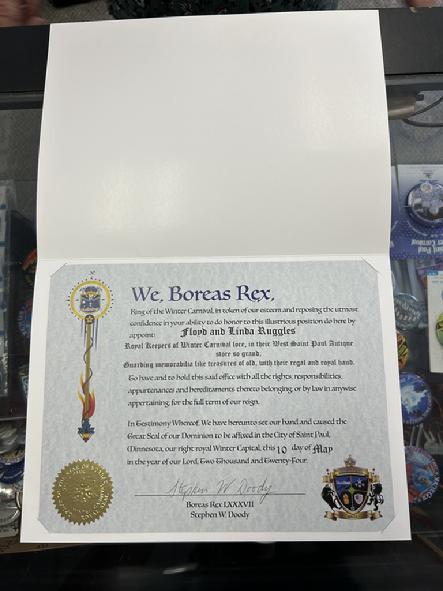 We, Boreas Rex,
King of the Winter Carnival, in token of our esteem and reposing the utmost
confidence in your ability to do honor to this illustrious position do here by
appoint:
Floyd and Linda Ruggles
Royal Keepers of Winter Carnival lore, in their West Saint Paul Antique
store so grand,
Guarding memorabilia like treasures of old, with their regal and royal hand.
To have and to hold this said office with all the rights, responsibilities,
appurtenances and hereditaments thereto belonging, or by law in anywise
appertaining, for the full term of our reign.
In Testimony Whereof, We have hereunto set our hand and caused the
Great Seal of our Dominion to be affixed in the City of Saint Paul,
Minnesota, our right royal Winter Capital, this 10 day of May
in the year of our Lord, Two Thousand and Twenty-Four.
Stephen W Doody
Boreas Rex LXXXVII
Stephen W. Doody